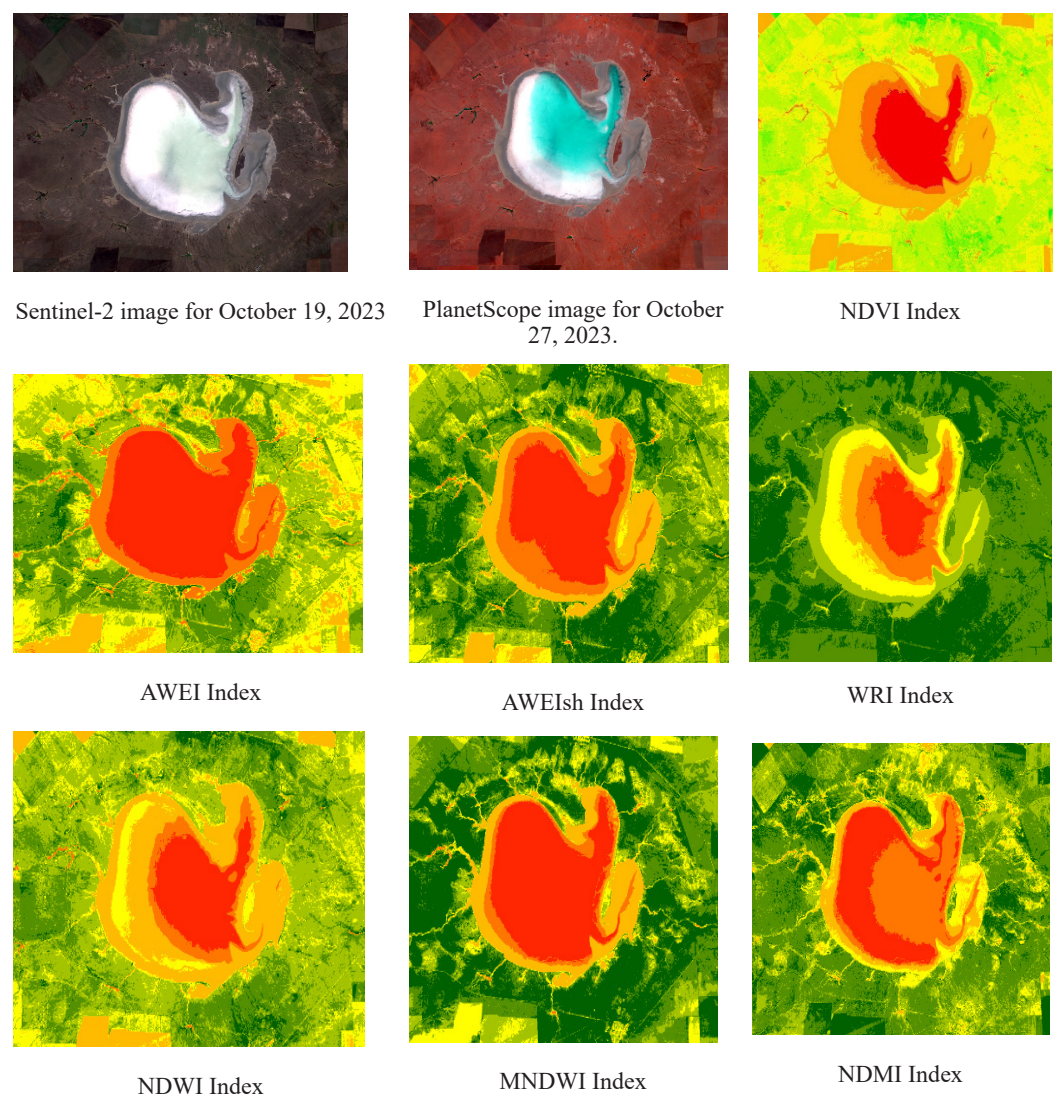 Sentinel-2 image for October 19, 2023
PlanetScope image for October
27, 2023.
NDVI Index
AWEI Index
AWEIsh Index
WRI Index
NDWI Index
MNDWI Index
NDMI Index